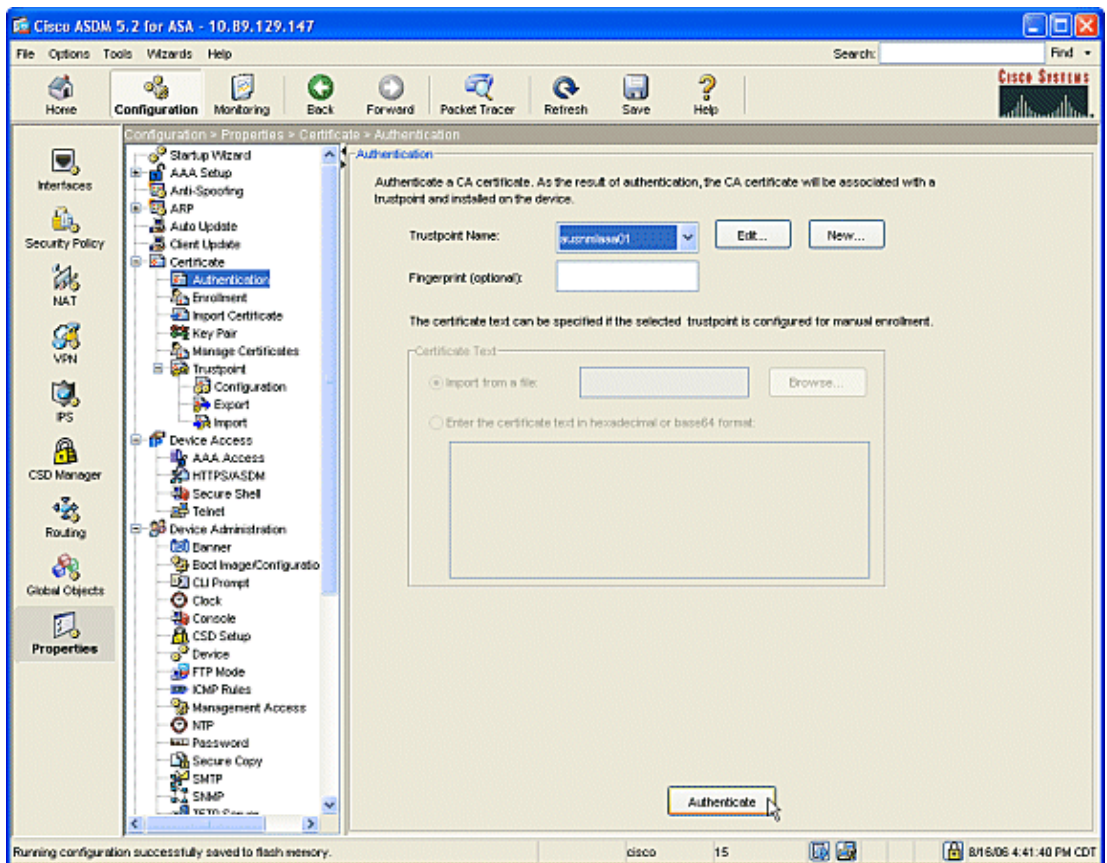 Cisco ASDM 5.2 for ASA - 10.89.129.147
File Options Tools Wizards Help
Search:
Find
Home
Configuration
Monitoring
Back
Forward
Packet Tracer
Refresh
Save
Help
CISCO SYSTEMS
Configuration > Properties > Certificate > Authentication
Interfaces
Security Policy
NAT
VPN
IPS
CSD Manager
Routing
Global Objects
Properties
Startup Wizard
AAA Setup
Anti-Spoofing
ARP
Auto Update
Client Update
Certificate
Authentication
Enrollment
Import Certificate
Key Pair
Manage Certificates
Trustpoint
Configuration
Export
Import
Device Access
AAA Access
HTTPS/ASDM
Secure Shell
Telnet
Device Administration
Banner
Boot Image/Configuratio
CLI Prompt
Clock
Console
CSD Setup
Device
FTP Mode
ICMP Rules
Management Access
NTP
Password
Secure Copy
SMTP
SNMP
Authentication
Authenticate a CA certificate. As the result of authentication, the CA certificate will be associated with a
trustpoint and installed on the device.
Trustpoint Name:
Edit...
New...
Fingerprint (optional):
The certificate text can be specified if the selected trustpoint is configured for manual enrollment.
Certificate Text
Import from a file:
Browse...
Enter the certificate text in hexadecimal or base64 format:
Authenticate
Running configuration successfully saved to flash memory.
cisco
15
8/16/06 4:41:40 PM CDT